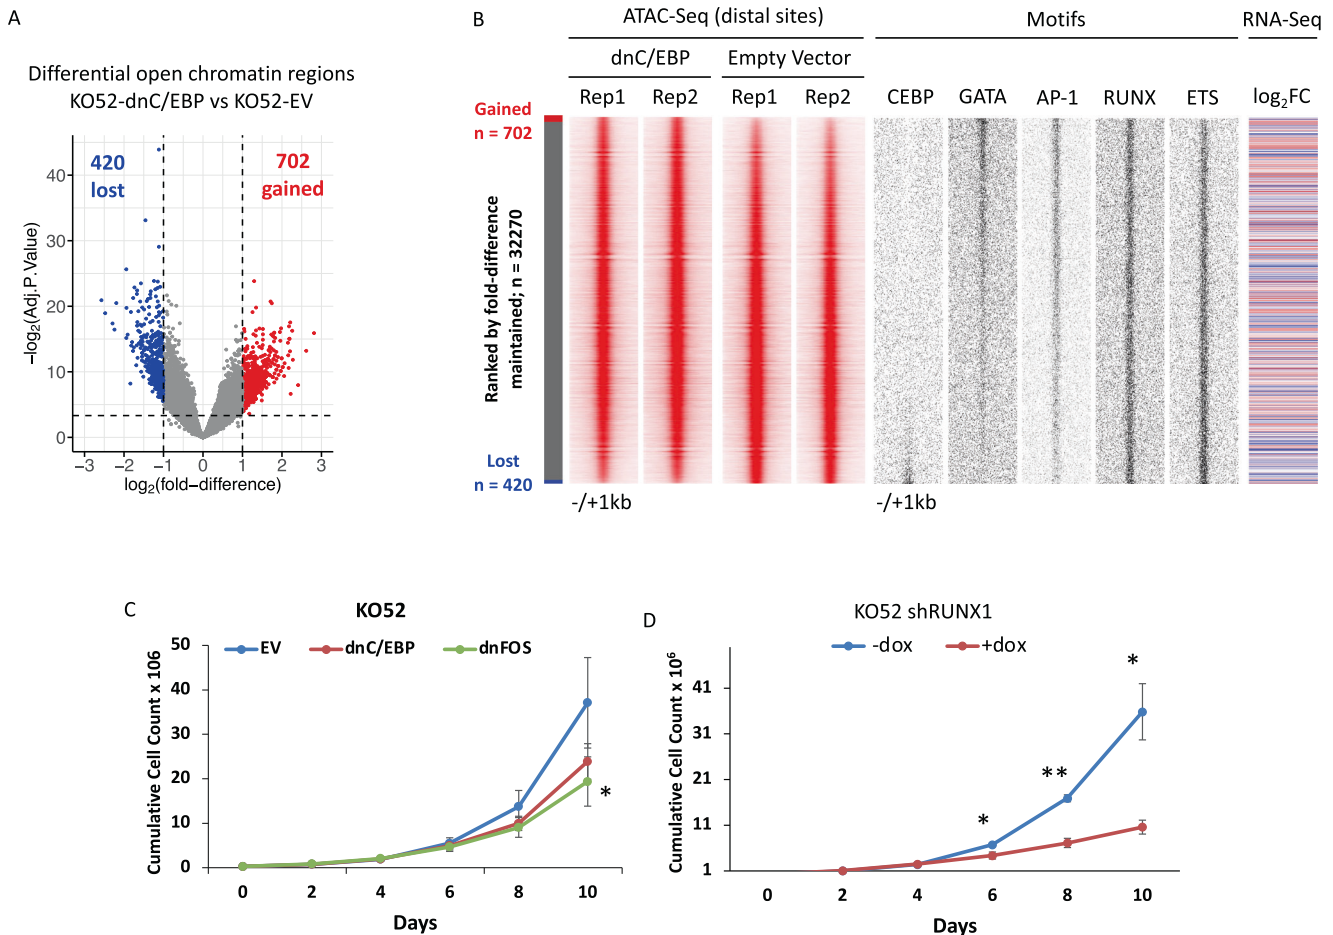 A
Differential open chromatin regions
KO52-dnC/EBP vs KO52-EV
420
lost
702
gained
40
30
20
10
0
−log2(Adj.P.Value)
−3 −2 −1 0 1 2 3
log2(fold−difference)
B
ATAC-Seq (distal sites)
Motifs
RNA-Seq
dnC/EBP
Empty Vector
Rep1 Rep2 Rep1 Rep2
CEBP GATA AP-1 RUNX ETS
log2FC
Gained
n = 702
Ranked by fold-difference
maintained; n = 32270
Lost
n = 420
-/+1kb
-/+1kb
C
KO52
EV dnC/EBP dnFOS
50
40
30
20
10
0
Cumulative Cell Count x 106
*
0 2 4 6 8 10
Days
D
KO52 shRUNX1
-dox +dox
41
31
21
11
1
Cumulative Cell Count x 10⁶
*
**
*
0 2 4 6 8 10
Days